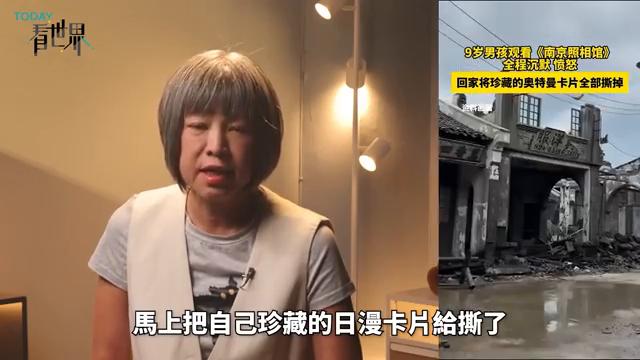 TODAY
看世界
9岁男孩观看《南京照相馆》
全程沉默 愤怒
回家将珍藏的奥特曼卡片全部撕掉
馬上把自己珍藏的日漫卡片給撕了